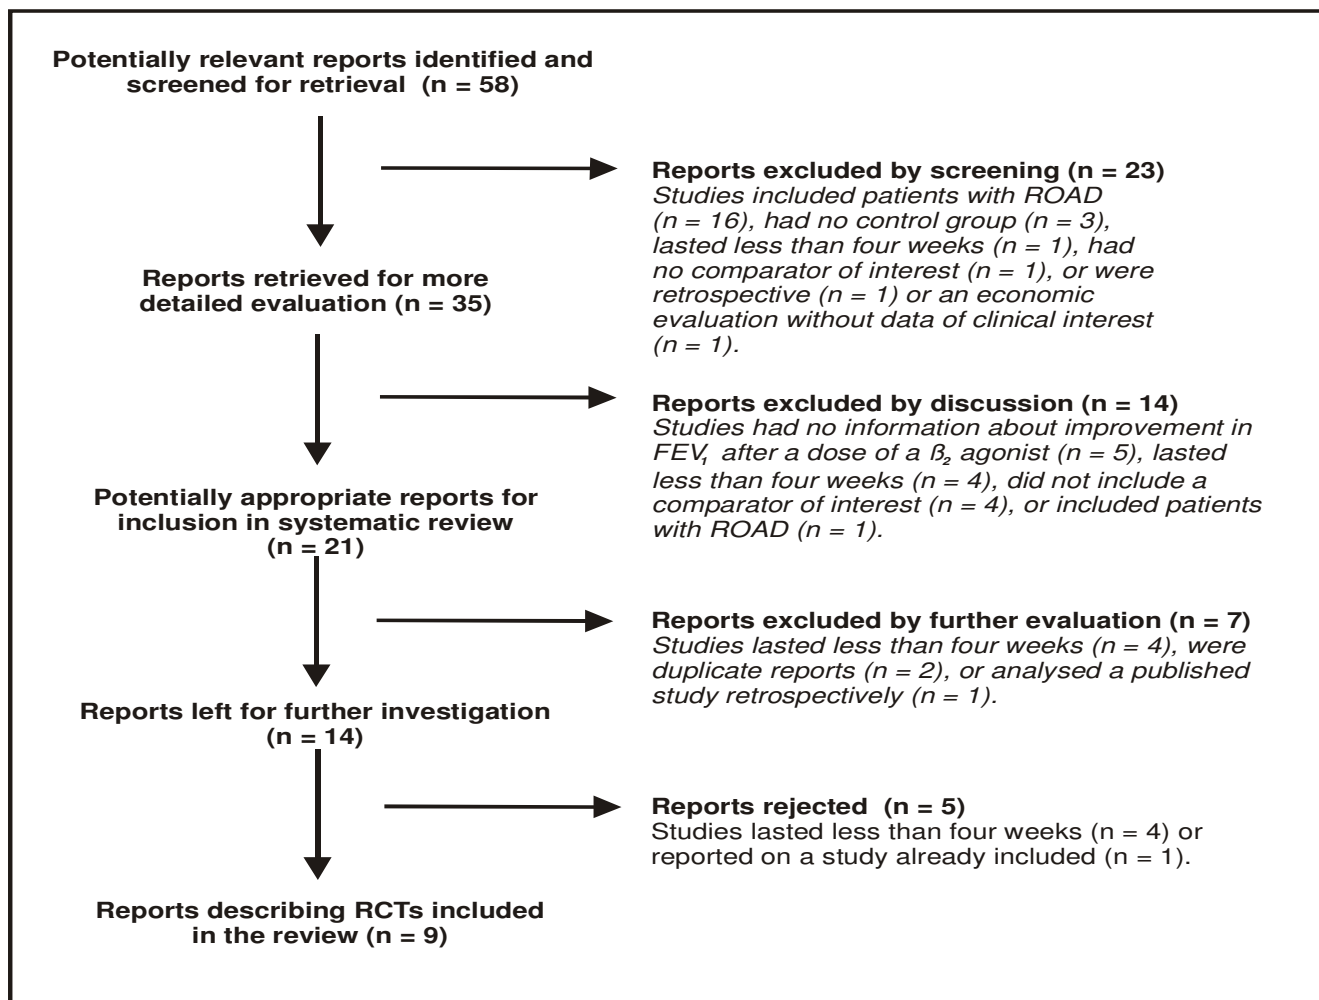 Potentially relevant reports identified and
screened for retrieval (n = 58)
Reports excluded by screening (n = 23)
Studies included patients with ROAD
(n = 16), had no control group (n = 3),
lasted less than four weeks (n = 1), had
no comparator of interest (n = 1), or were
retrospective (n = 1) or an economic
evaluation without data of clinical interest
(n = 1).
Reports retrieved for more
detailed evaluation (n = 35)
Reports excluded by discussion (n = 14)
Studies had no information about improvement in
FEV₁ after a dose of a ß₂ agonist (n = 5), lasted
less than four weeks (n = 4), did not include a
comparator of interest (n = 4), or included patients
with ROAD (n = 1).
Potentially appropriate reports for
inclusion in systematic review
(n = 21)
Reports excluded by further evaluation (n = 7)
Studies lasted less than four weeks (n = 4), were
duplicate reports (n = 2), or analysed a published
study retrospectively (n = 1).
Reports left for further investigation
(n = 14)
Reports rejected (n = 5)
Studies lasted less than four weeks (n = 4) or
reported on a study already included (n = 1).
Reports describing RCTs included
in the review (n = 9)